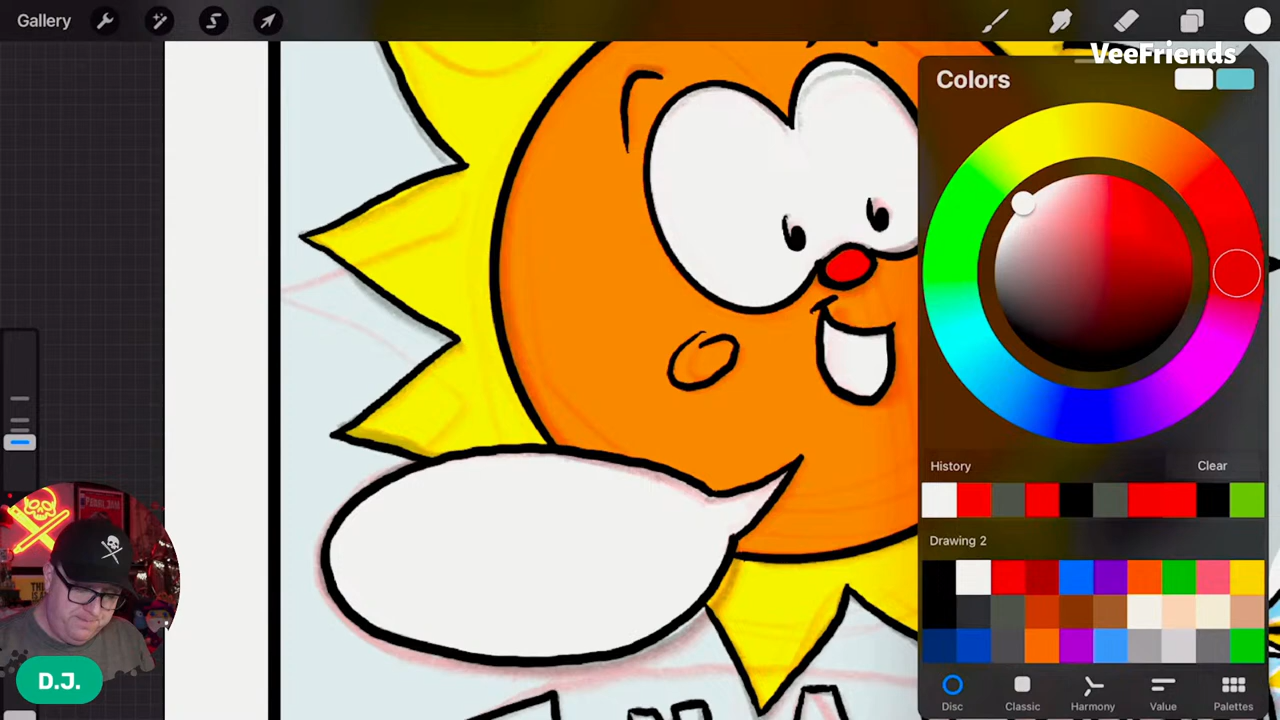 Gallery
VeeFriends
Colors
History
Clear
Drawing 2
Disc
Classic
Harmony
Value
Palettes
D.J.